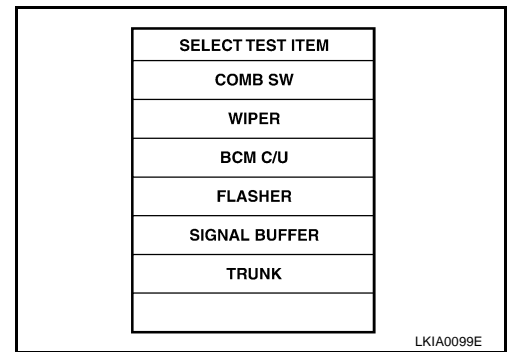 SELECT TEST ITEM
COMB SW
WIPER
BCM C/U
FLASHER
SIGNAL BUFFER
TRUNK
LKIA0099E